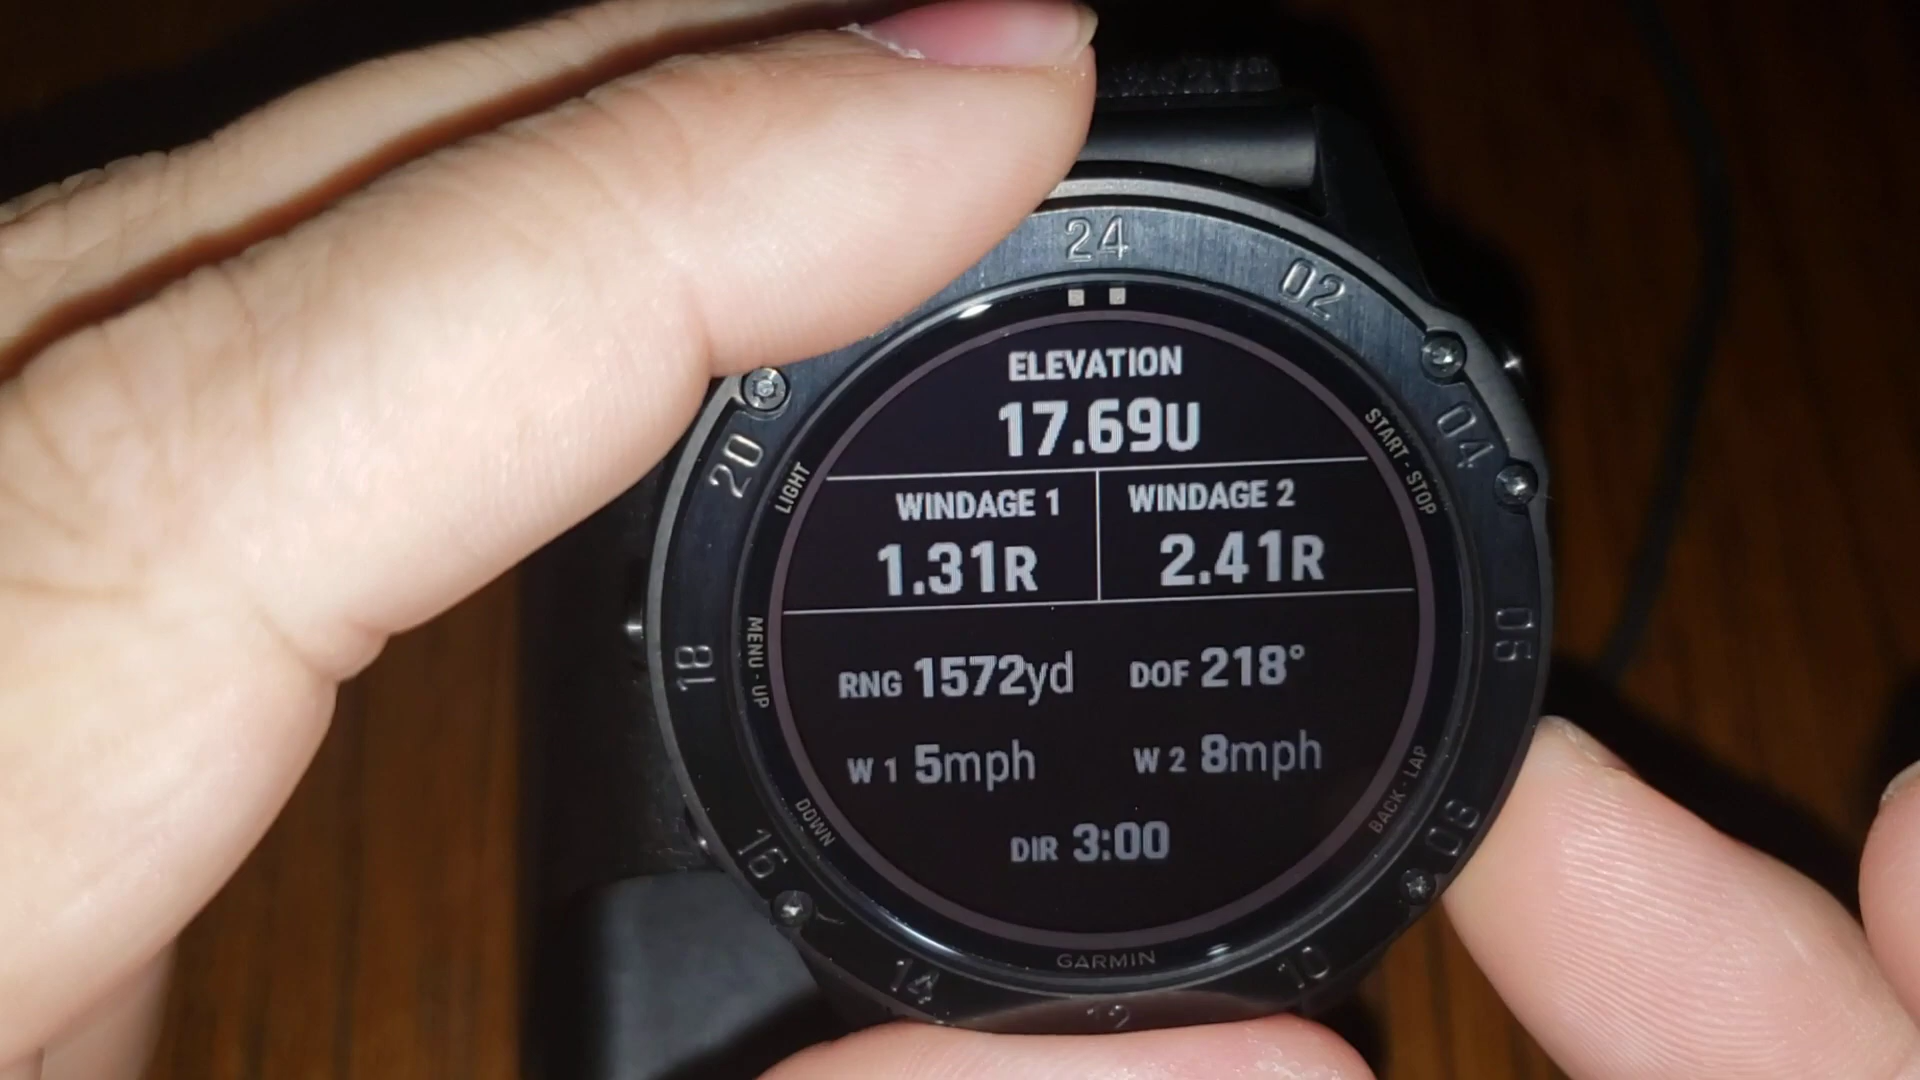 24
02
04
06
08
10
12
14
16
18
20
LIGHT
START - STOP
MENU - UP
DOWN
BACK - LAP
ELEVATION
17.69U
WINDAGE 1 WINDAGE 2
1.31R 2.41R
RNG 1572yd DOF 218°
W 1 5mph W 2 8mph
DIR 3:00
GARMIN